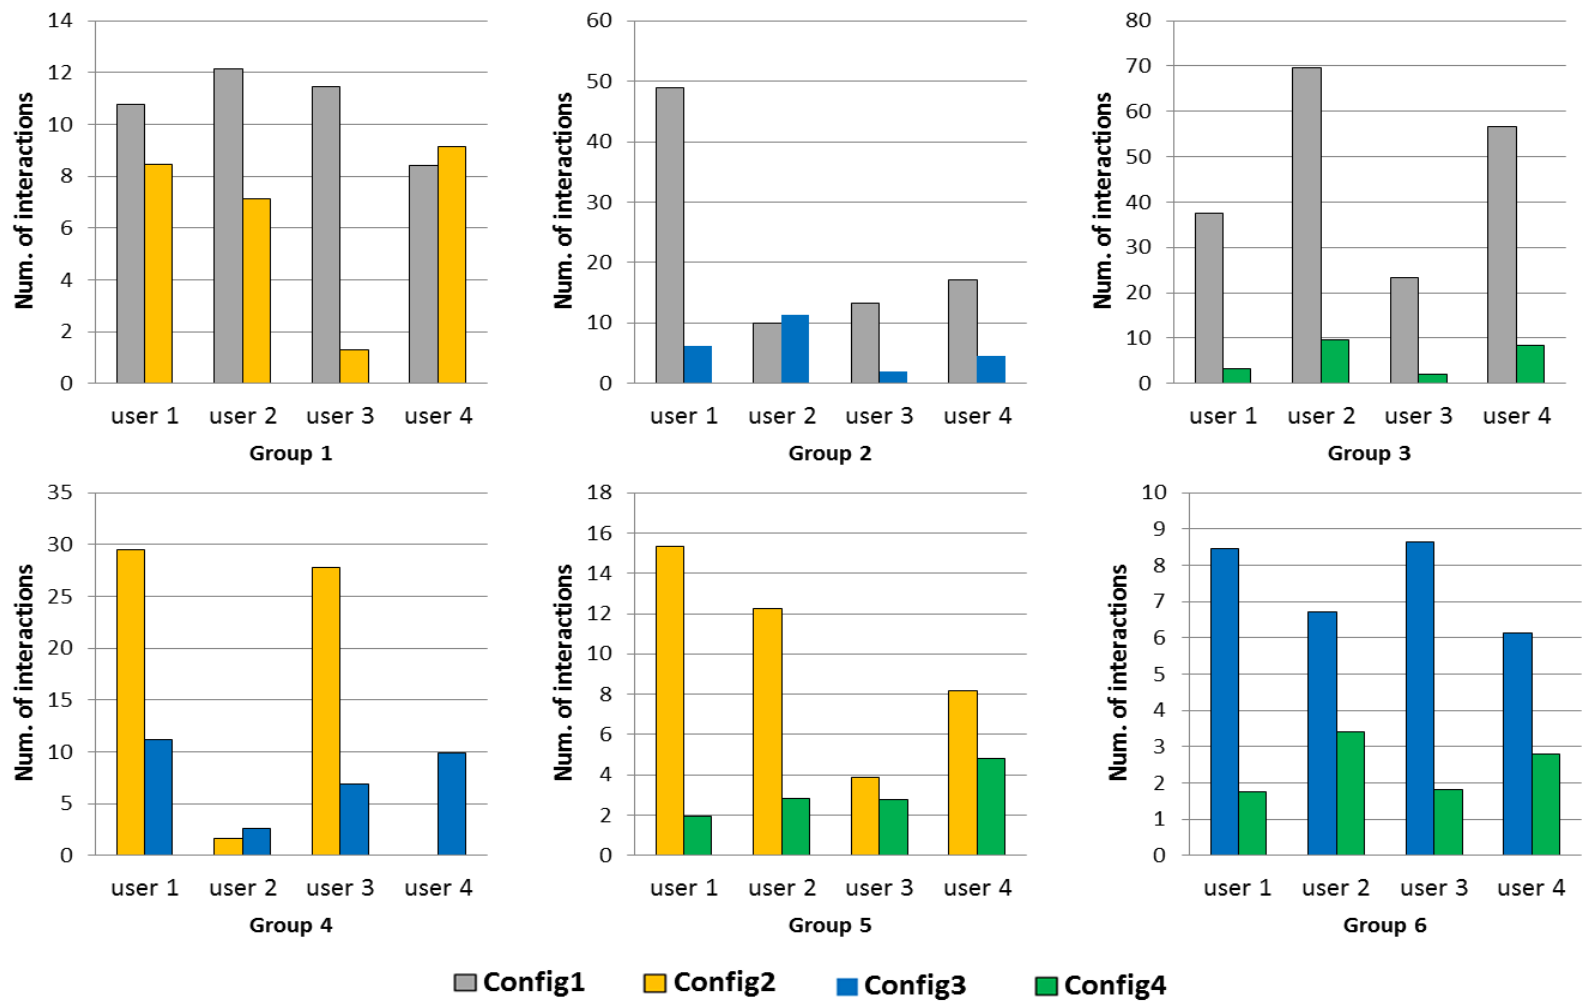 14
12
10
8
6
4
2
0
Num. of interactions
user 1 user 2 user 3 user 4
Group 1
60
50
40
30
20
10
0
Num. of interactions
user 1 user 2 user 3 user 4
Group 2
80
70
60
50
40
30
20
10
0
Num. of interactions
user 1 user 2 user 3 user 4
Group 3
35
30
25
20
15
10
5
0
Num. of interactions
user 1 user 2 user 3 user 4
Group 4
18
16
14
12
10
8
6
4
2
0
Num. of interactions
user 1 user 2 user 3 user 4
Group 5
10
9
8
7
6
5
4
3
2
1
0
Num. of interactions
user 1 user 2 user 3 user 4
Group 6
Config1 Config2 Config3 Config4